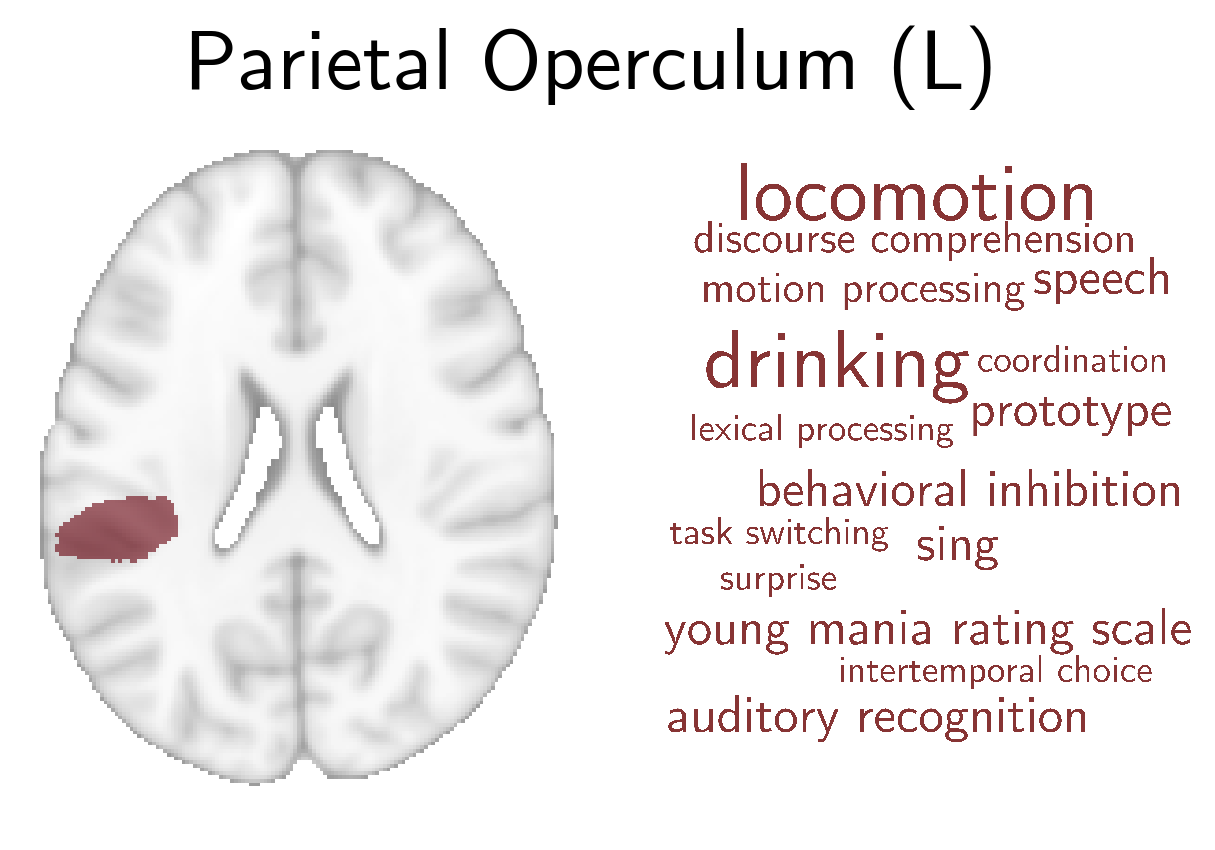 Parietal Operculum (L)
locomotion
discourse comprehension
motion processing speech
drinking coordination
prototype
lexical processing
behavioral inhibition
task switching sing
surprise
young mania rating scale
intertemporal choice
auditory recognition